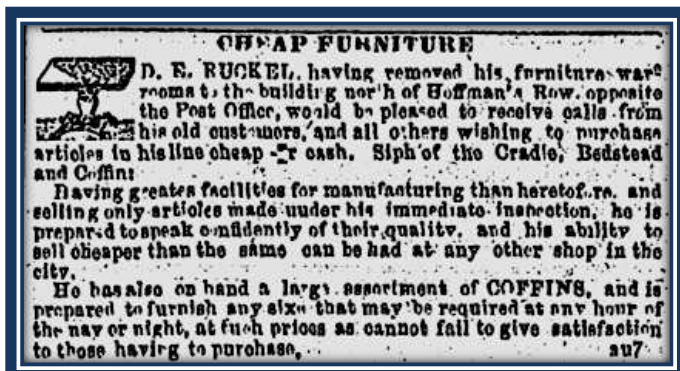 CHEAP FURNITURE
D. E. RUCKEL, having removed his furniture ware
rooms to the building north of Hoffman's Row, opposite
the Post Office, would be pleased to receive calls from
his old customers, and all others wishing to purchase
articles in his line cheap for cash. Sign of the Cradle, Bedstead
and Coffin:
Having greater facilities for manufacturing than heretofore, and
selling only articles made under his immediate inspection, he is
prepared to speak confidently of their quality, and his ability to
sell cheaper than the same can be had at any other shop in the
city.
He has also on hand a large assortment of COFFINS, and is
prepared to furnish any size that may be required at any hour of
the day or night, at such prices as cannot fail to give satisfaction
to those having to purchase. au7